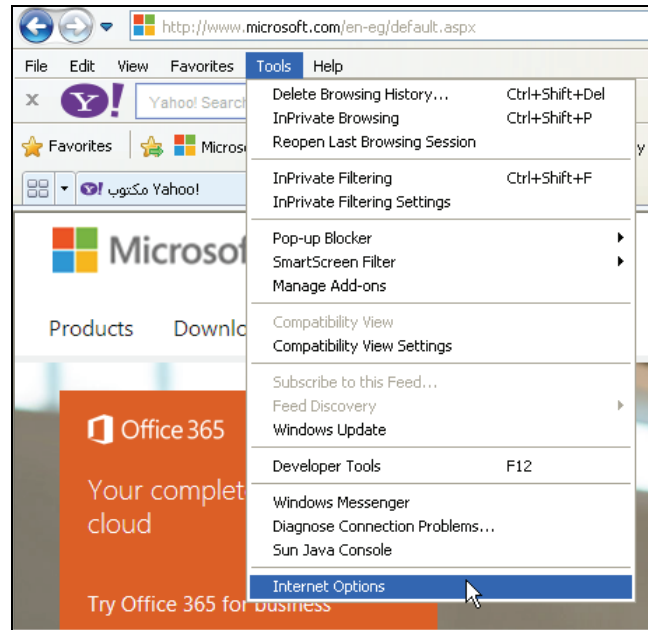 http://www.microsoft.com/en-eg/default.aspx
File Edit View Favorites Tools Help
Yahoo! Search
Favorites
مكتوب Yahoo!
Delete Browsing History... Ctrl+Shift+Del
InPrivate Browsing Ctrl+Shift+P
Reopen Last Browsing Session
InPrivate Filtering Ctrl+Shift+F
InPrivate Filtering Settings
Pop-up Blocker
SmartScreen Filter
Manage Add-ons
Compatibility View
Compatibility View Settings
Subscribe to this Feed...
Feed Discovery
Windows Update
Developer Tools F12
Windows Messenger
Diagnose Connection Problems...
Sun Java Console
Internet Options
Microsof
Products Downlo
Office 365
Your complet
cloud
Try Office 365 for business